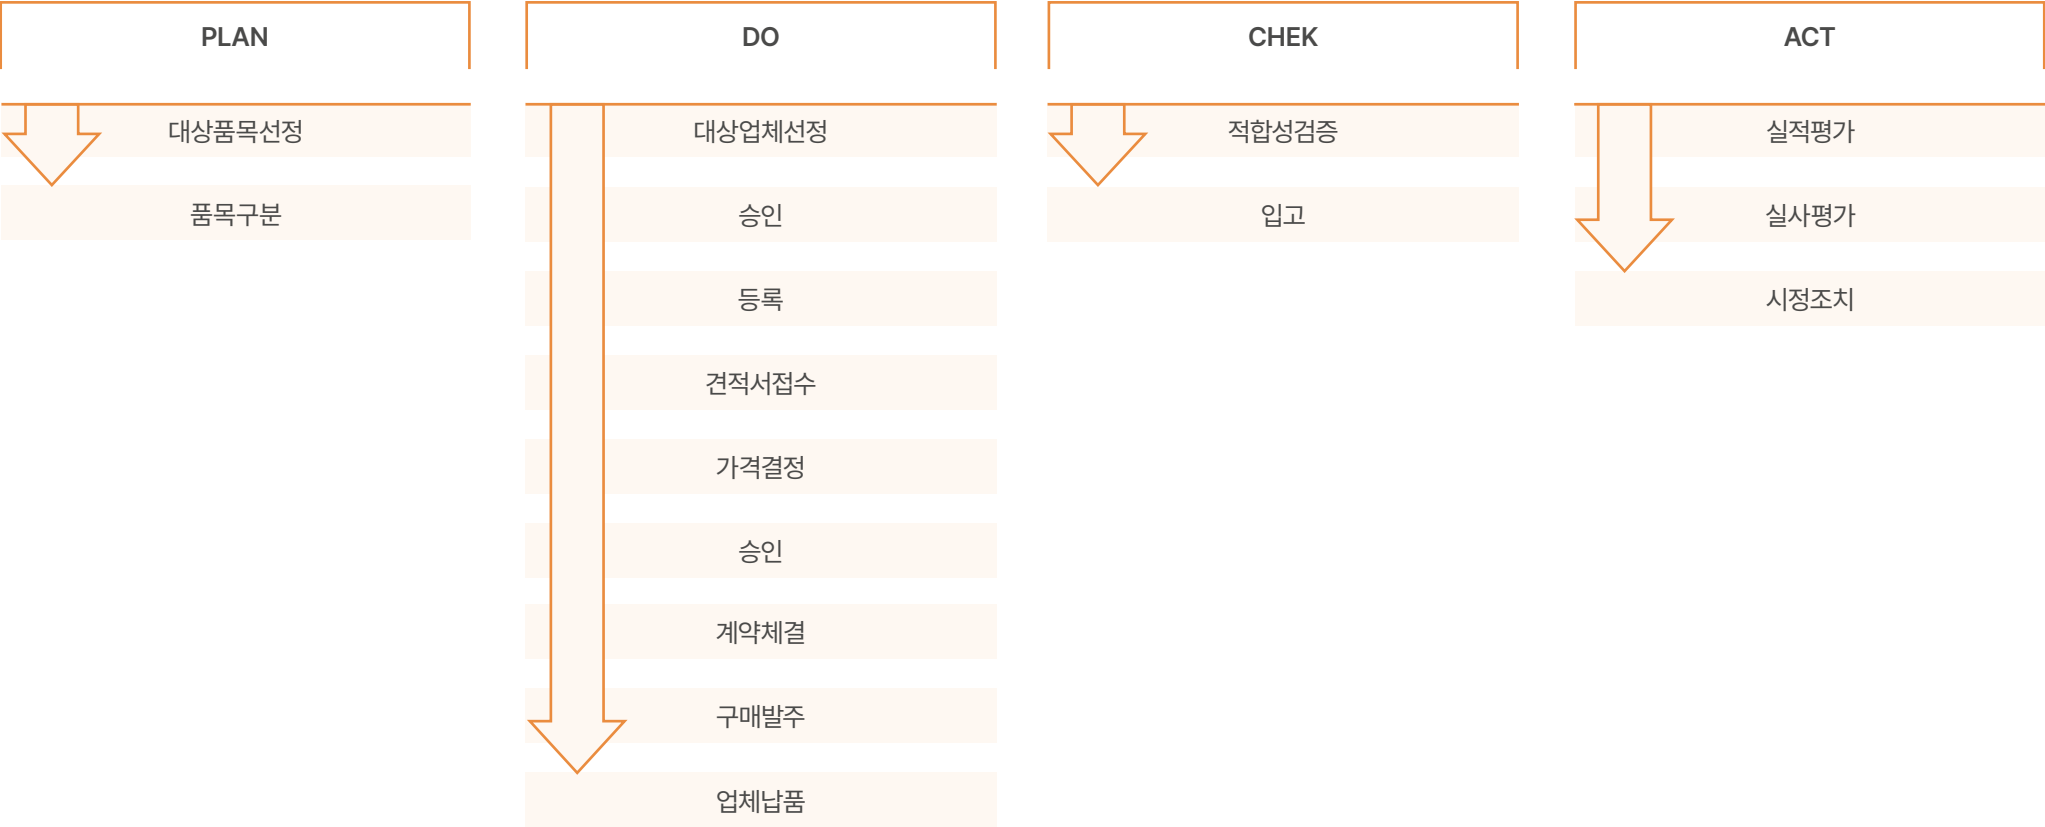 PLAN
대상품목선정
품목구분
DO
대상업체선정
승인
등록
견적서접수
가격결정
승인
계약체결
구매발주
업체납품
CHEK
적합성검증
입고
ACT
실적평가
실사평가
시정조치